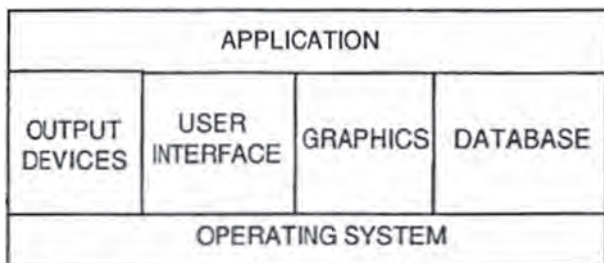 APPLICATION
OUTPUT
DEVICES
USER
INTERFACE
GRAPHICS
DATABASE
OPERATING SYSTEM